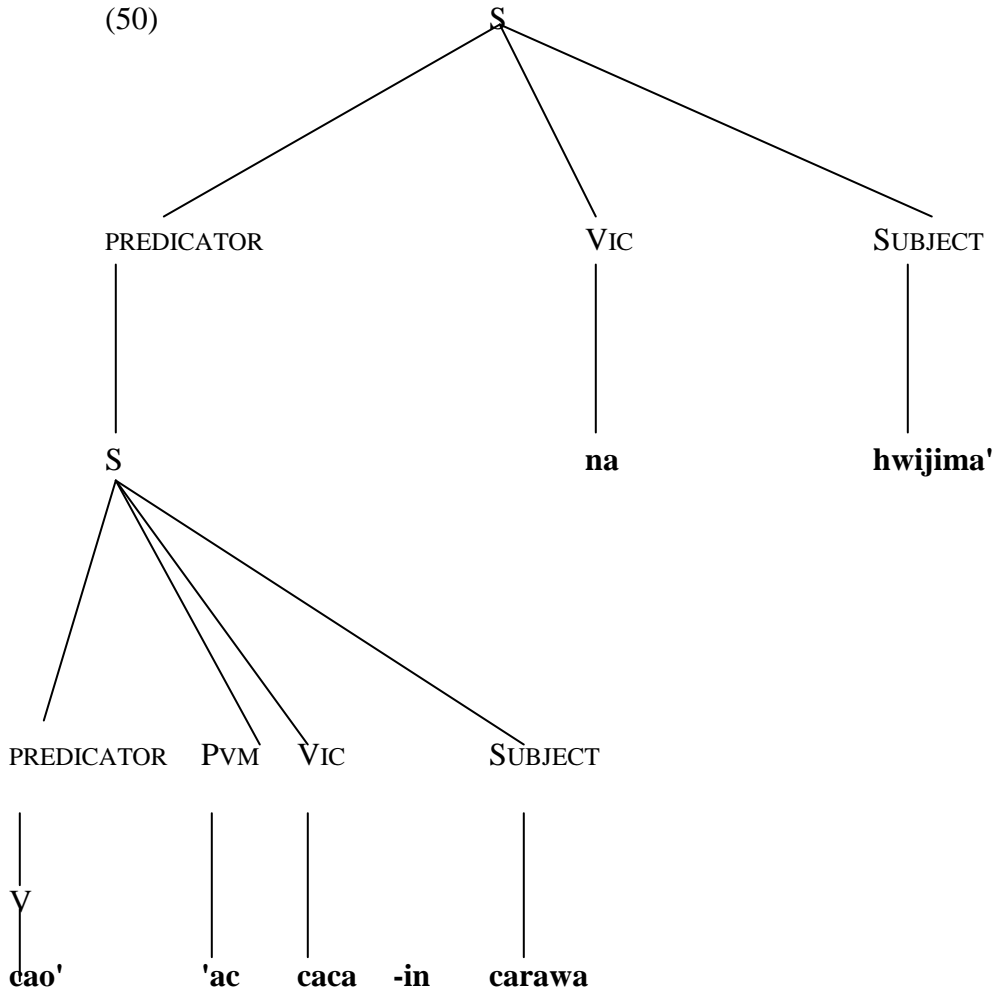 (50) S
PREDICATOR VIC SUBJECT
S na hwijima'
PREDICATOR PVM VIC SUBJECT
V
cao' 'ac caca -in carawa